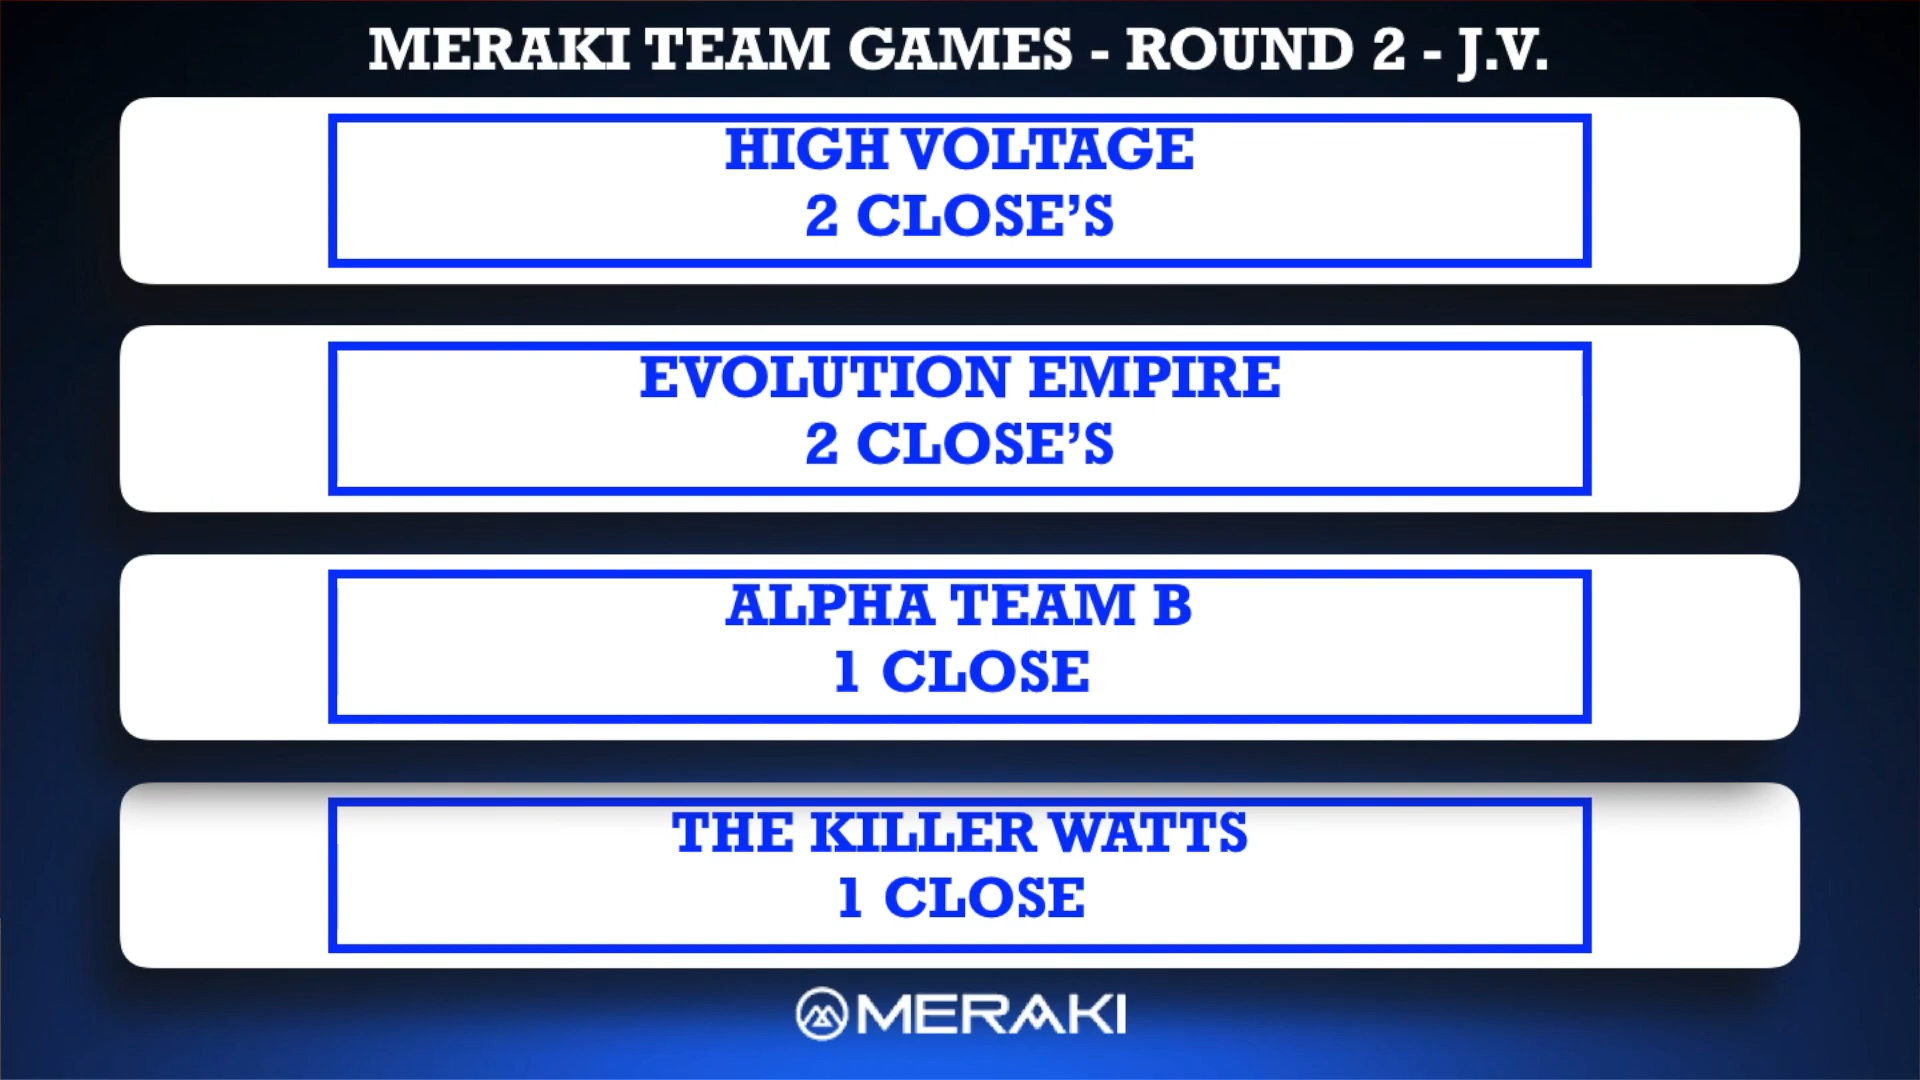 MERAKI TEAM GAMES - ROUND 2 - J.V.
HIGH VOLTAGE
2 CLOSE’S
EVOLUTION EMPIRE
2 CLOSE’S
ALPHA TEAM B
1 CLOSE
THE KILLER WATTS
1 CLOSE
MERAKI